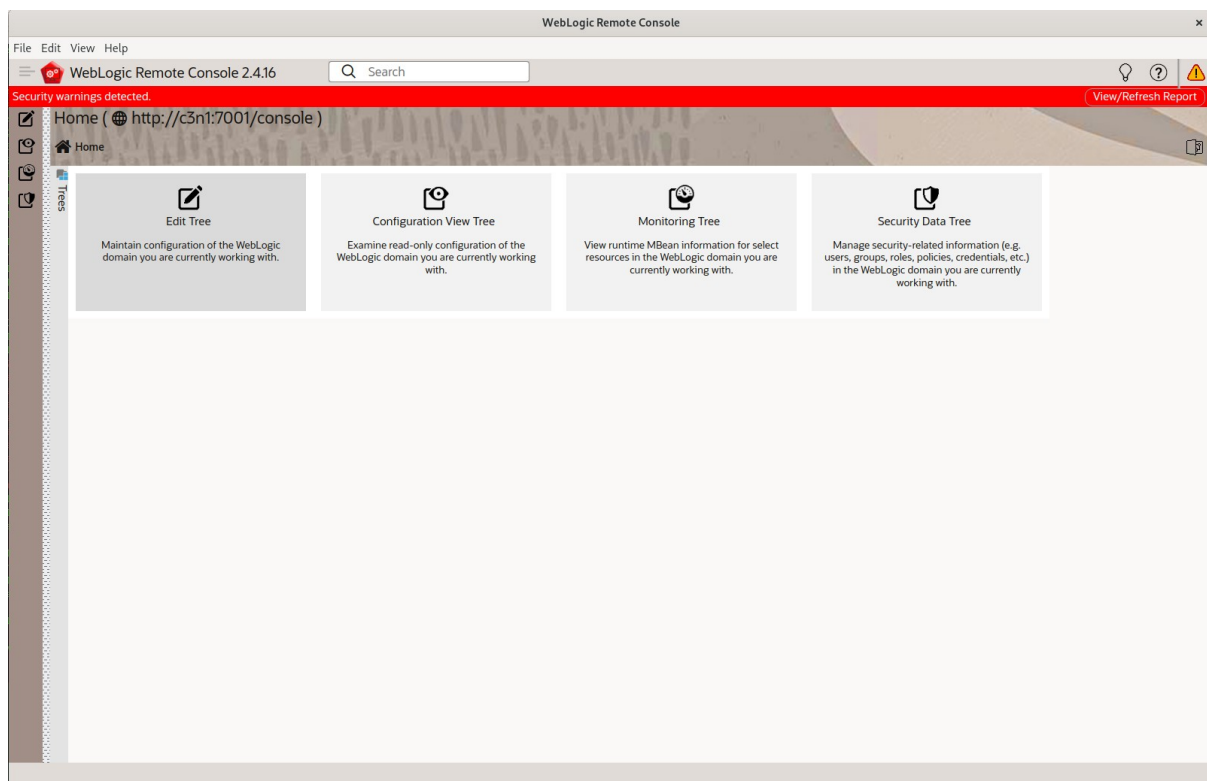 WebLogic Remote Console
File Edit View Help
WebLogic Remote Console 2.4.16
Search
Security warnings detected.
View/Refresh Report
Home ( http://c3n1:7001/console )
Home
Trees
Edit Tree
Maintain configuration of the WebLogic
domain you are currently working with.
Configuration View Tree
Examine read-only configuration of the
WebLogic domain you are currently working
with.
Monitoring Tree
View runtime MBean information for select
resources in the WebLogic domain you are
currently working with.
Security Data Tree
Manage security-related information (e.g.
users, groups, roles, policies, credentials, etc.)
in the WebLogic domain you are currently
working with.